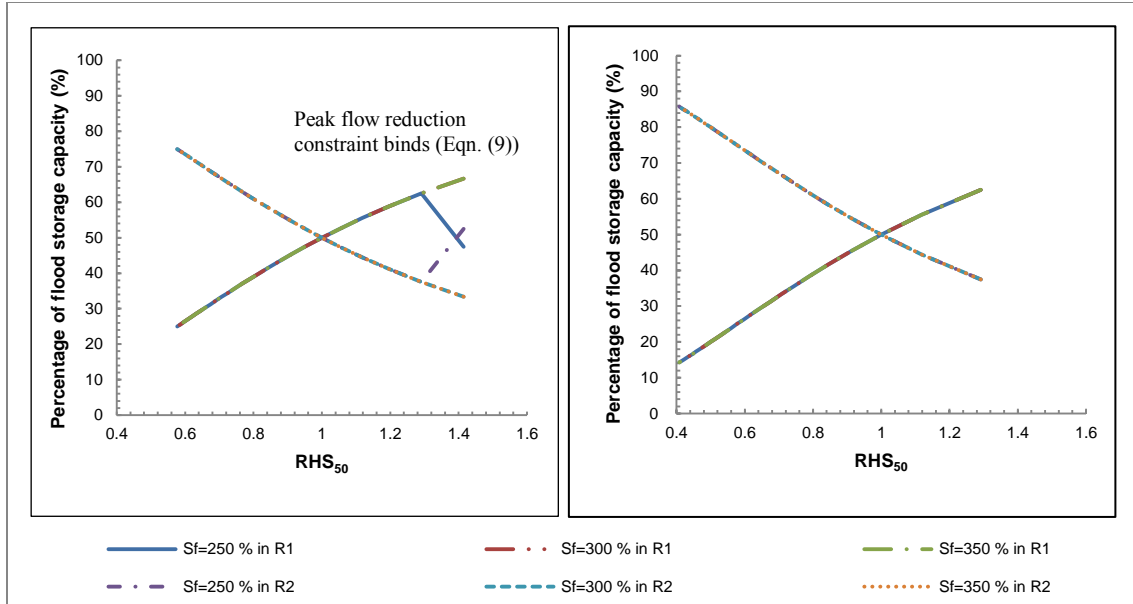 Percentage of flood storage capacity (%)
100
90
80
70
60
50
40
30
20
10
0
Peak flow reduction
constraint binds (Eqn. (9))
0.4 0.6 0.8 1 1.2 1.4 1.6
RHS50
Percentage of flood storage capacity (%)
100
90
80
70
60
50
40
30
20
10
0
0.4 0.6 0.8 1 1.2 1.4 1.6
RHS50
Sf=250 % in R1 Sf=300 % in R1 Sf=350 % in R1
Sf=250 % in R2 Sf=300 % in R2 Sf=350 % in R2